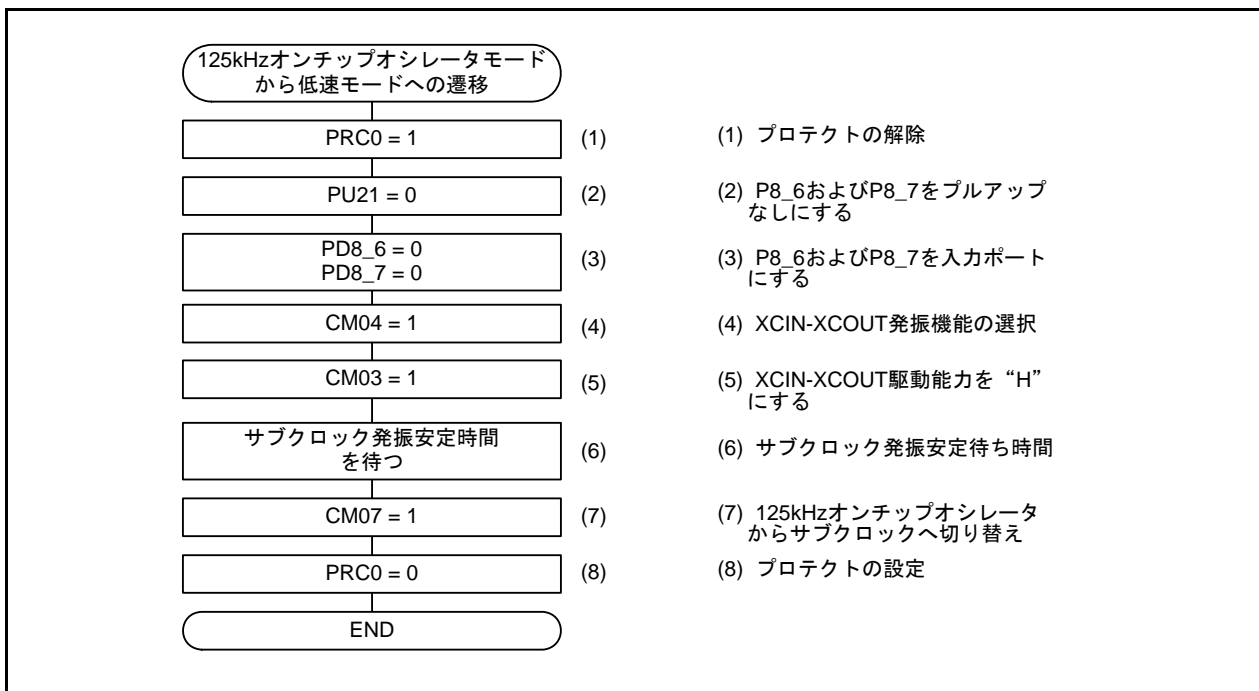 125kHzオンチップオシレータモード
から低速モードへの遷移
PRC0 = 1
(1)
(1) プロテクトの解除
PU21 = 0
(2)
(2) P8_6およびP8_7をプルアップ
なしにする
PD8_6 = 0
PD8_7 = 0
(3)
(3) P8_6およびP8_7を入力ポート
にする
CM04 = 1
(4)
(4) XCIN-XCOUT発振機能の選択
CM03 = 1
(5)
(5) XCIN-XCOUT駆動能力を“H”
にする
サブクロック発振安定時間
を待つ
(6)
(6) サブクロック発振安定待ち時間
CM07 = 1
(7)
(7) 125kHzオンチップオシレータ
からサブクロックへ切り替え
PRC0 = 0
(8)
(8) プロテクトの設定
END